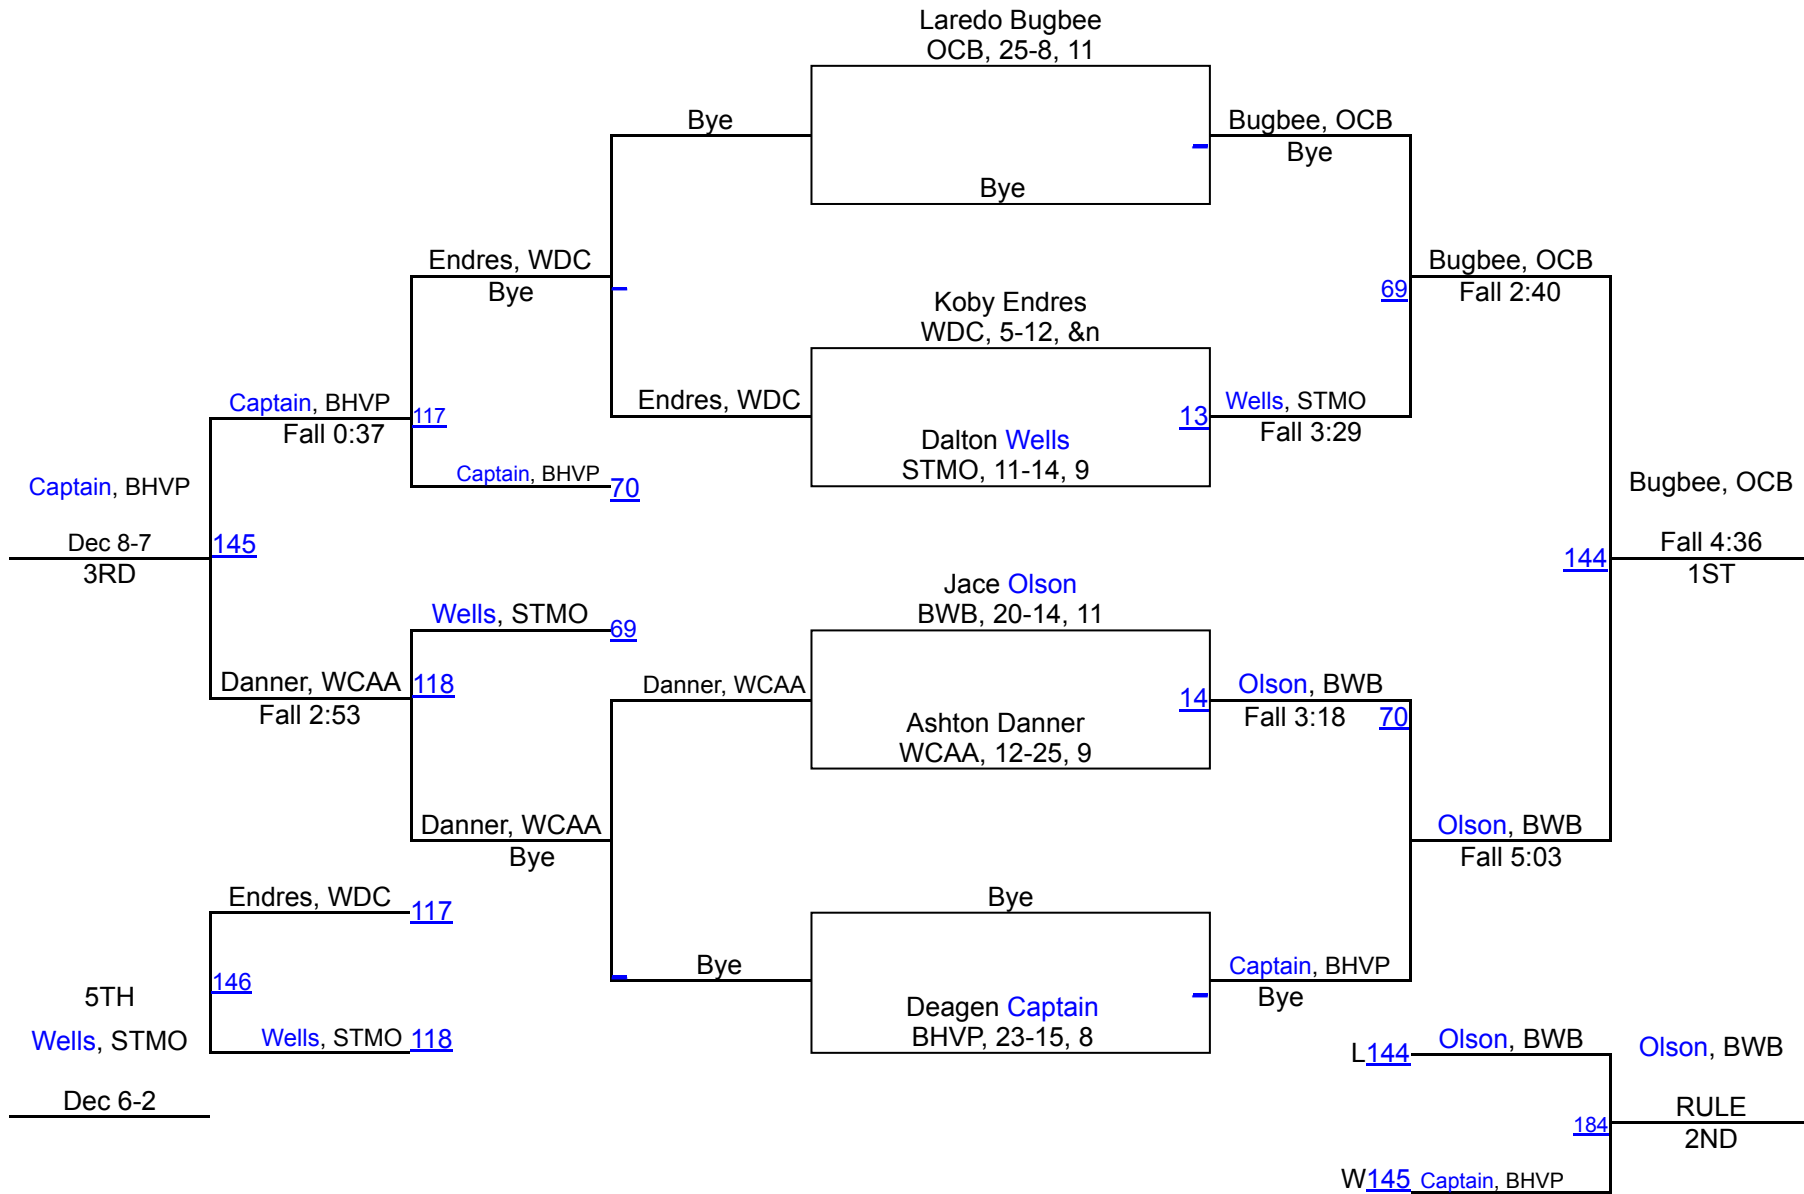 Laredo Bugbee
OCB, 25-8, 11
Bye
Bye
Bugbee, OCB
Bye
Endres, WDC
Bye
Koby Endres
WDC, 5-12, &n
Endres, WDC
Dalton Wells
STMO, 11-14, 9
13
Wells, STMO
Fall 3:29
69
Bugbee, OCB
Fall 2:40
Captain, BHVP
Fall 0:37
117
Captain, BHVP
70
Captain, BHVP
Dec 8-7
3RD
145
Bugbee, OCB
144
Fall 4:36
1ST
Wells, STMO
69
Jace Olson
BWB, 20-14, 11
Danner, WCAA
Fall 2:53
118
Danner, WCAA
Ashton Danner
WCAA, 12-25, 9
14
Olson, BWB
Fall 3:18
70
Danner, WCAA
Bye
Olson, BWB
Fall 5:03
Bye
Bye
Deagen Captain
BHVP, 23-15, 8
Captain, BHVP
Bye
Endres, WDC
117
146
5TH
Wells, STMO
Wells, STMO
118
Dec 6-2
L144
Olson, BWB
Olson, BWB
184
RULE
2ND
W145
Captain, BHVP